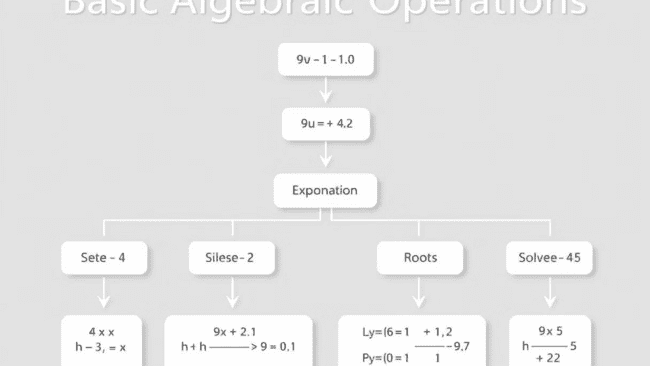 Basic Algebraic Operations
9v – 1 – 1.0
9u = + 4.2
Exponation
Sete – 4
Silese – 2
Roots
Solvee – 45
4 x x
h – 3, = x
9x + 2.1
h + h ———> 9 = 0.1
Ly=(6=1 + 1,2
——— –9.7
Py=(0=1 1
9x 5
h——— 5
+ 22